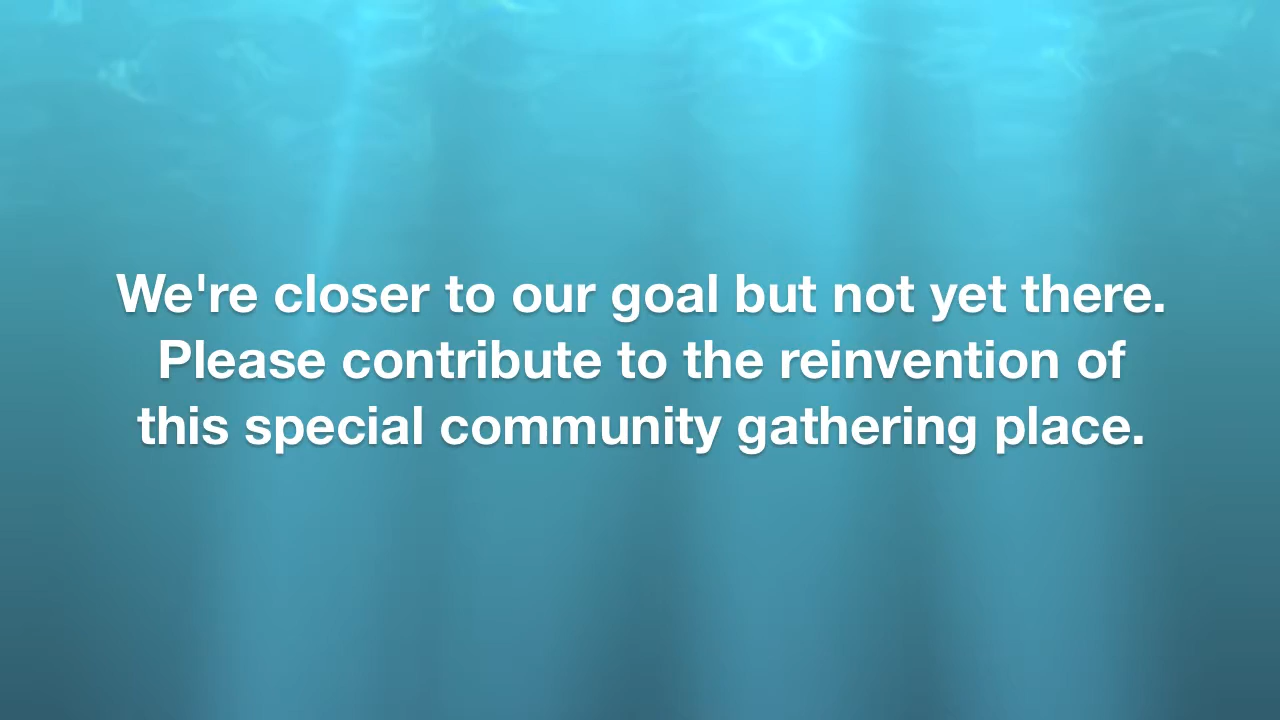 We're closer to our goal but not yet there.
Please contribute to the reinvention of
this special community gathering place.